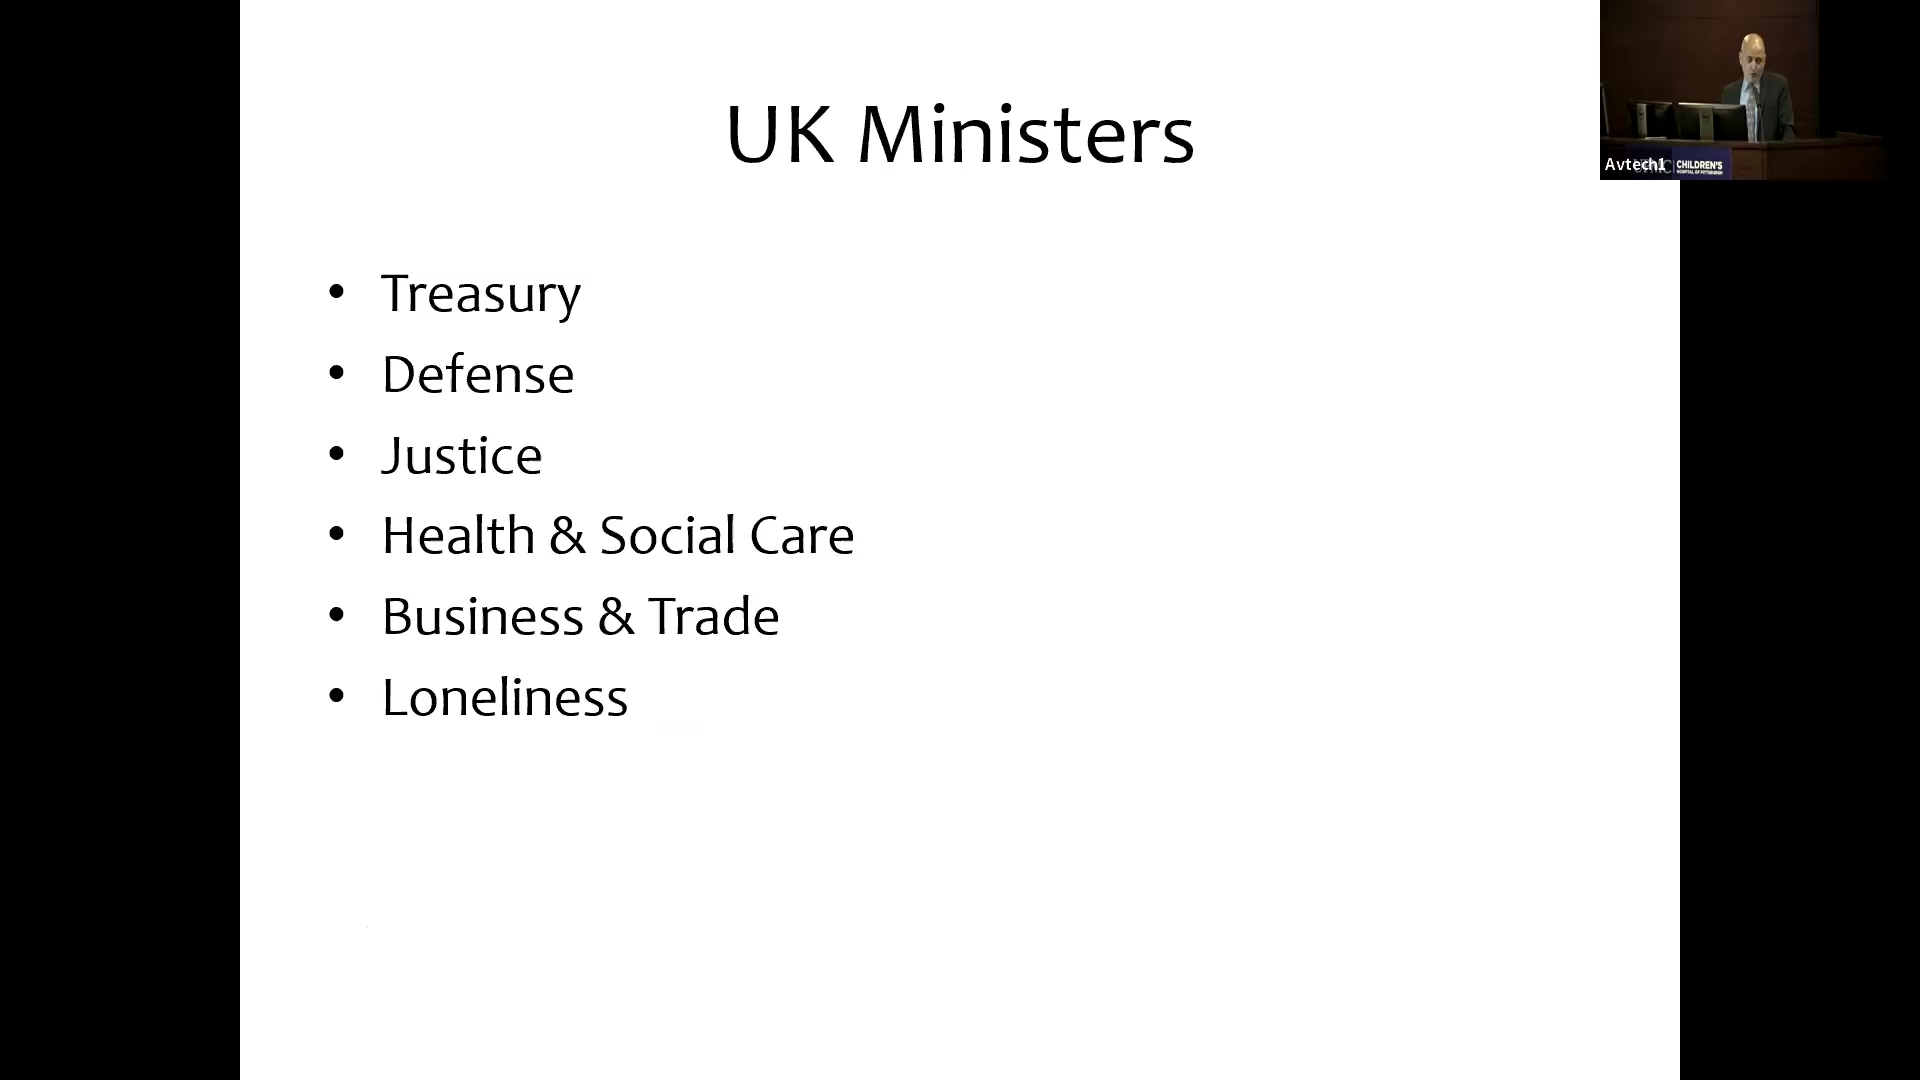 UK Ministers
• Treasury
• Defense
• Justice
• Health & Social Care
• Business & Trade
• Loneliness
Avtech1
CHILDREN'S
HOSPITAL OF PITTSBURGH